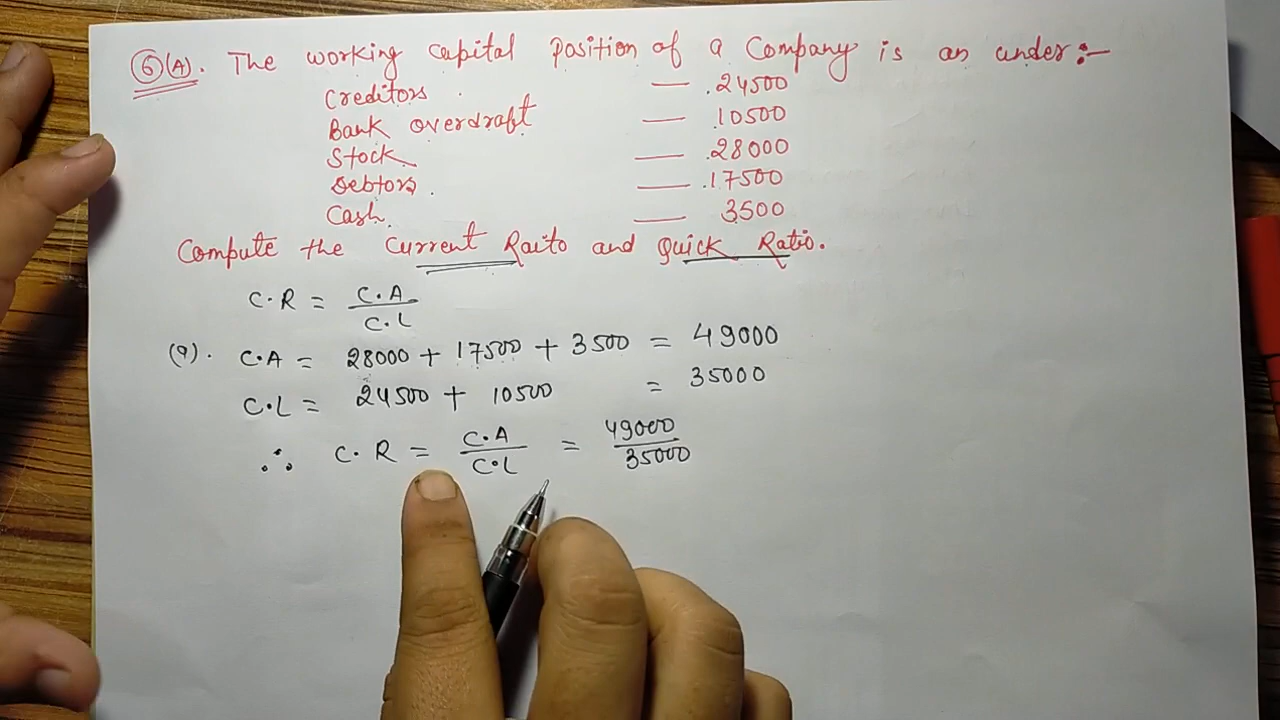 6(A). The working capital position of a Company is as under:-
Creditors — 24500
Bank overdraft — 10500
Stock — 28000
Debtors — 17500
Cash — 3500
Compute the Current Raito and Quick Ratio.
C.R = C.A / C.L
(a). C.A = 28000 + 17500 + 3500 = 49000
C.L = 24500 + 10500 = 35000
∴ C.R = C.A / C.L = 49000 / 35000